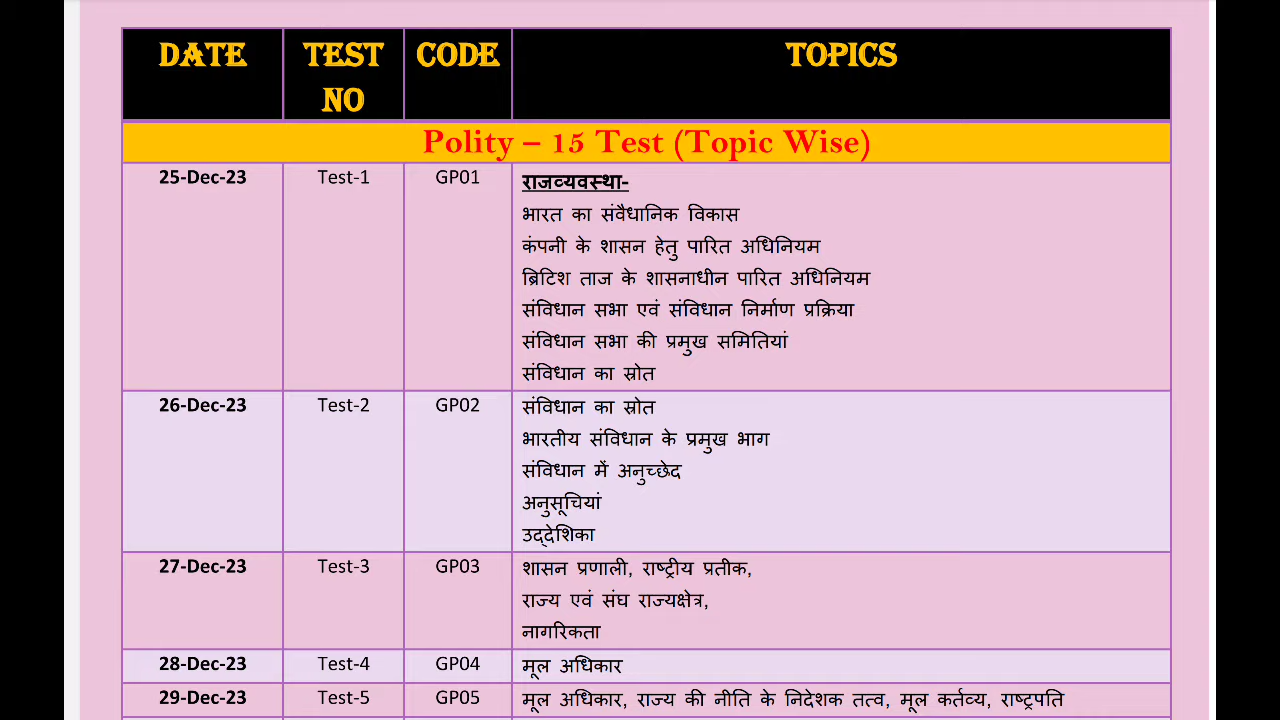 DATE TEST NO CODE TOPICS
Polity – 15 Test (Topic Wise)
25-Dec-23 Test-1 GP01 राजव्यवस्था-
भारत का संवैधानिक विकास
कंपनी के शासन हेतु पारित अधिनियम
ब्रिटिश ताज के शासनाधीन पारित अधिनियम
संविधान सभा एवं संविधान निर्माण प्रक्रिया
संविधान सभा की प्रमुख समितियां
संविधान का स्रोत
26-Dec-23 Test-2 GP02 संविधान का स्रोत
भारतीय संविधान के प्रमुख भाग
संविधान में अनुच्छेद
अनुसूचियां
उद्देशिका
27-Dec-23 Test-3 GP03 शासन प्रणाली, राष्ट्रीय प्रतीक,
राज्य एवं संघ राज्यक्षेत्र,
नागरिकता
28-Dec-23 Test-4 GP04 मूल अधिकार
29-Dec-23 Test-5 GP05 मूल अधिकार, राज्य की नीति के निदेशक तत्व, मूल कर्तव्य, राष्ट्रपति